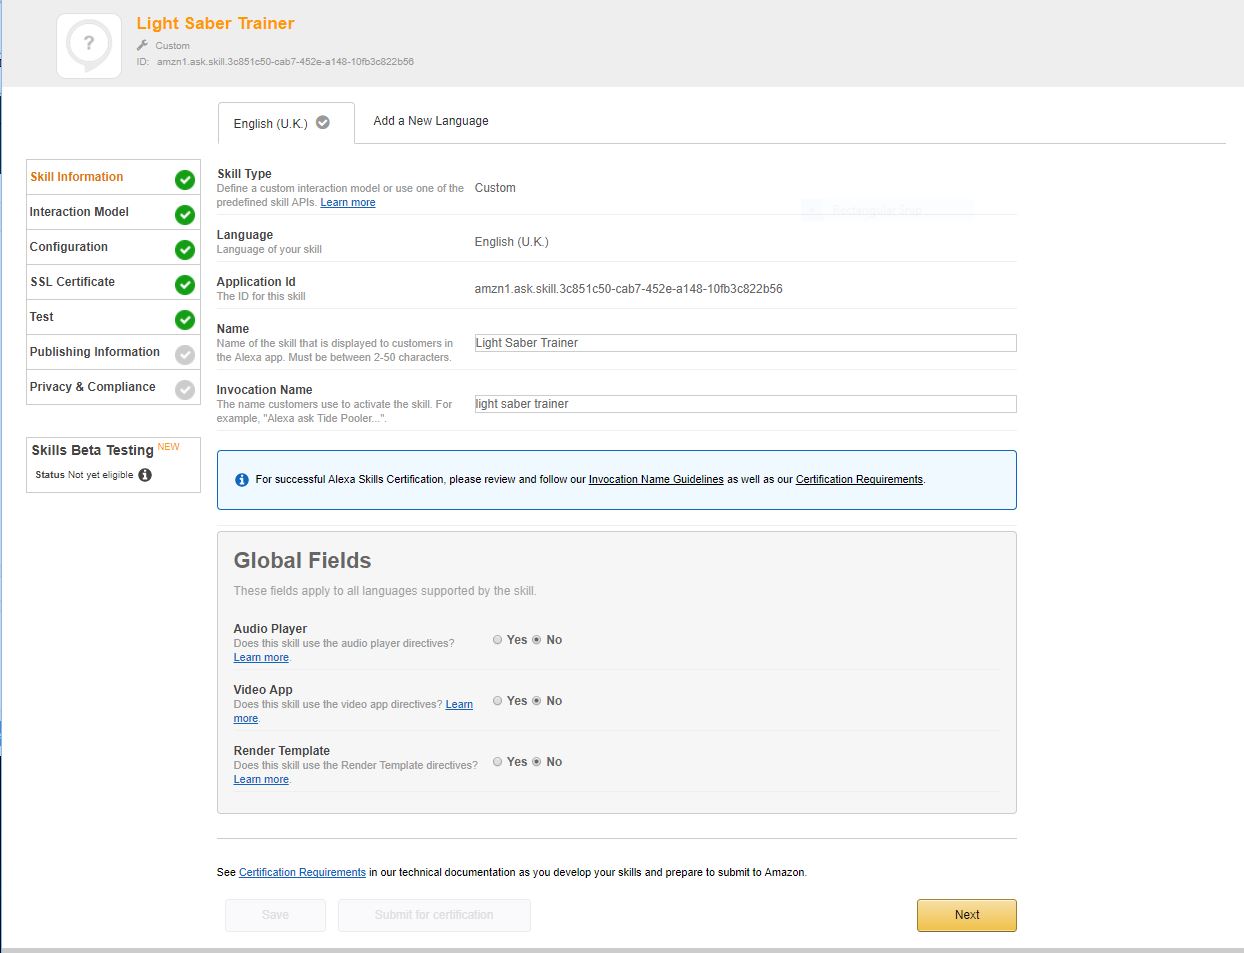 Light Saber Trainer
Custom
ID: amzn1.ask.skill.3c851c50-cab7-452e-a148-10fb3c822b56
English (U.K.)
Add a New Language
Skill Information
Interaction Model
Configuration
SSL Certificate
Test
Publishing Information
Privacy & Compliance
Skills Beta Testing NEW
Status Not yet eligible
Skill Type
Define a custom interaction model or use one of the
predefined skill APIs. Learn more
Custom
Rectangular Snip
Language
Language of your skill
English (U.K.)
Application Id
The ID for this skill
amzn1.ask.skill.3c851c50-cab7-452e-a148-10fb3c822b56
Name
Name of the skill that is displayed to customers in
the Alexa app. Must be between 2-50 characters.
Light Saber Trainer
Invocation Name
The name customers use to activate the skill. For
example, "Alexa ask Tide Pooler...".
light saber trainer
For successful Alexa Skills Certification, please review and follow our Invocation Name Guidelines as well as our Certification Requirements.
Global Fields
These fields apply to all languages supported by the skill.
Audio Player
Does this skill use the audio player directives?
Learn more.
Yes No
Video App
Does this skill use the video app directives? Learn
more.
Yes No
Render Template
Does this skill use the Render Template directives?
Learn more.
Yes No
See Certification Requirements in our technical documentation as you develop your skills and prepare to submit to Amazon.
Save
Submit for certification
Next